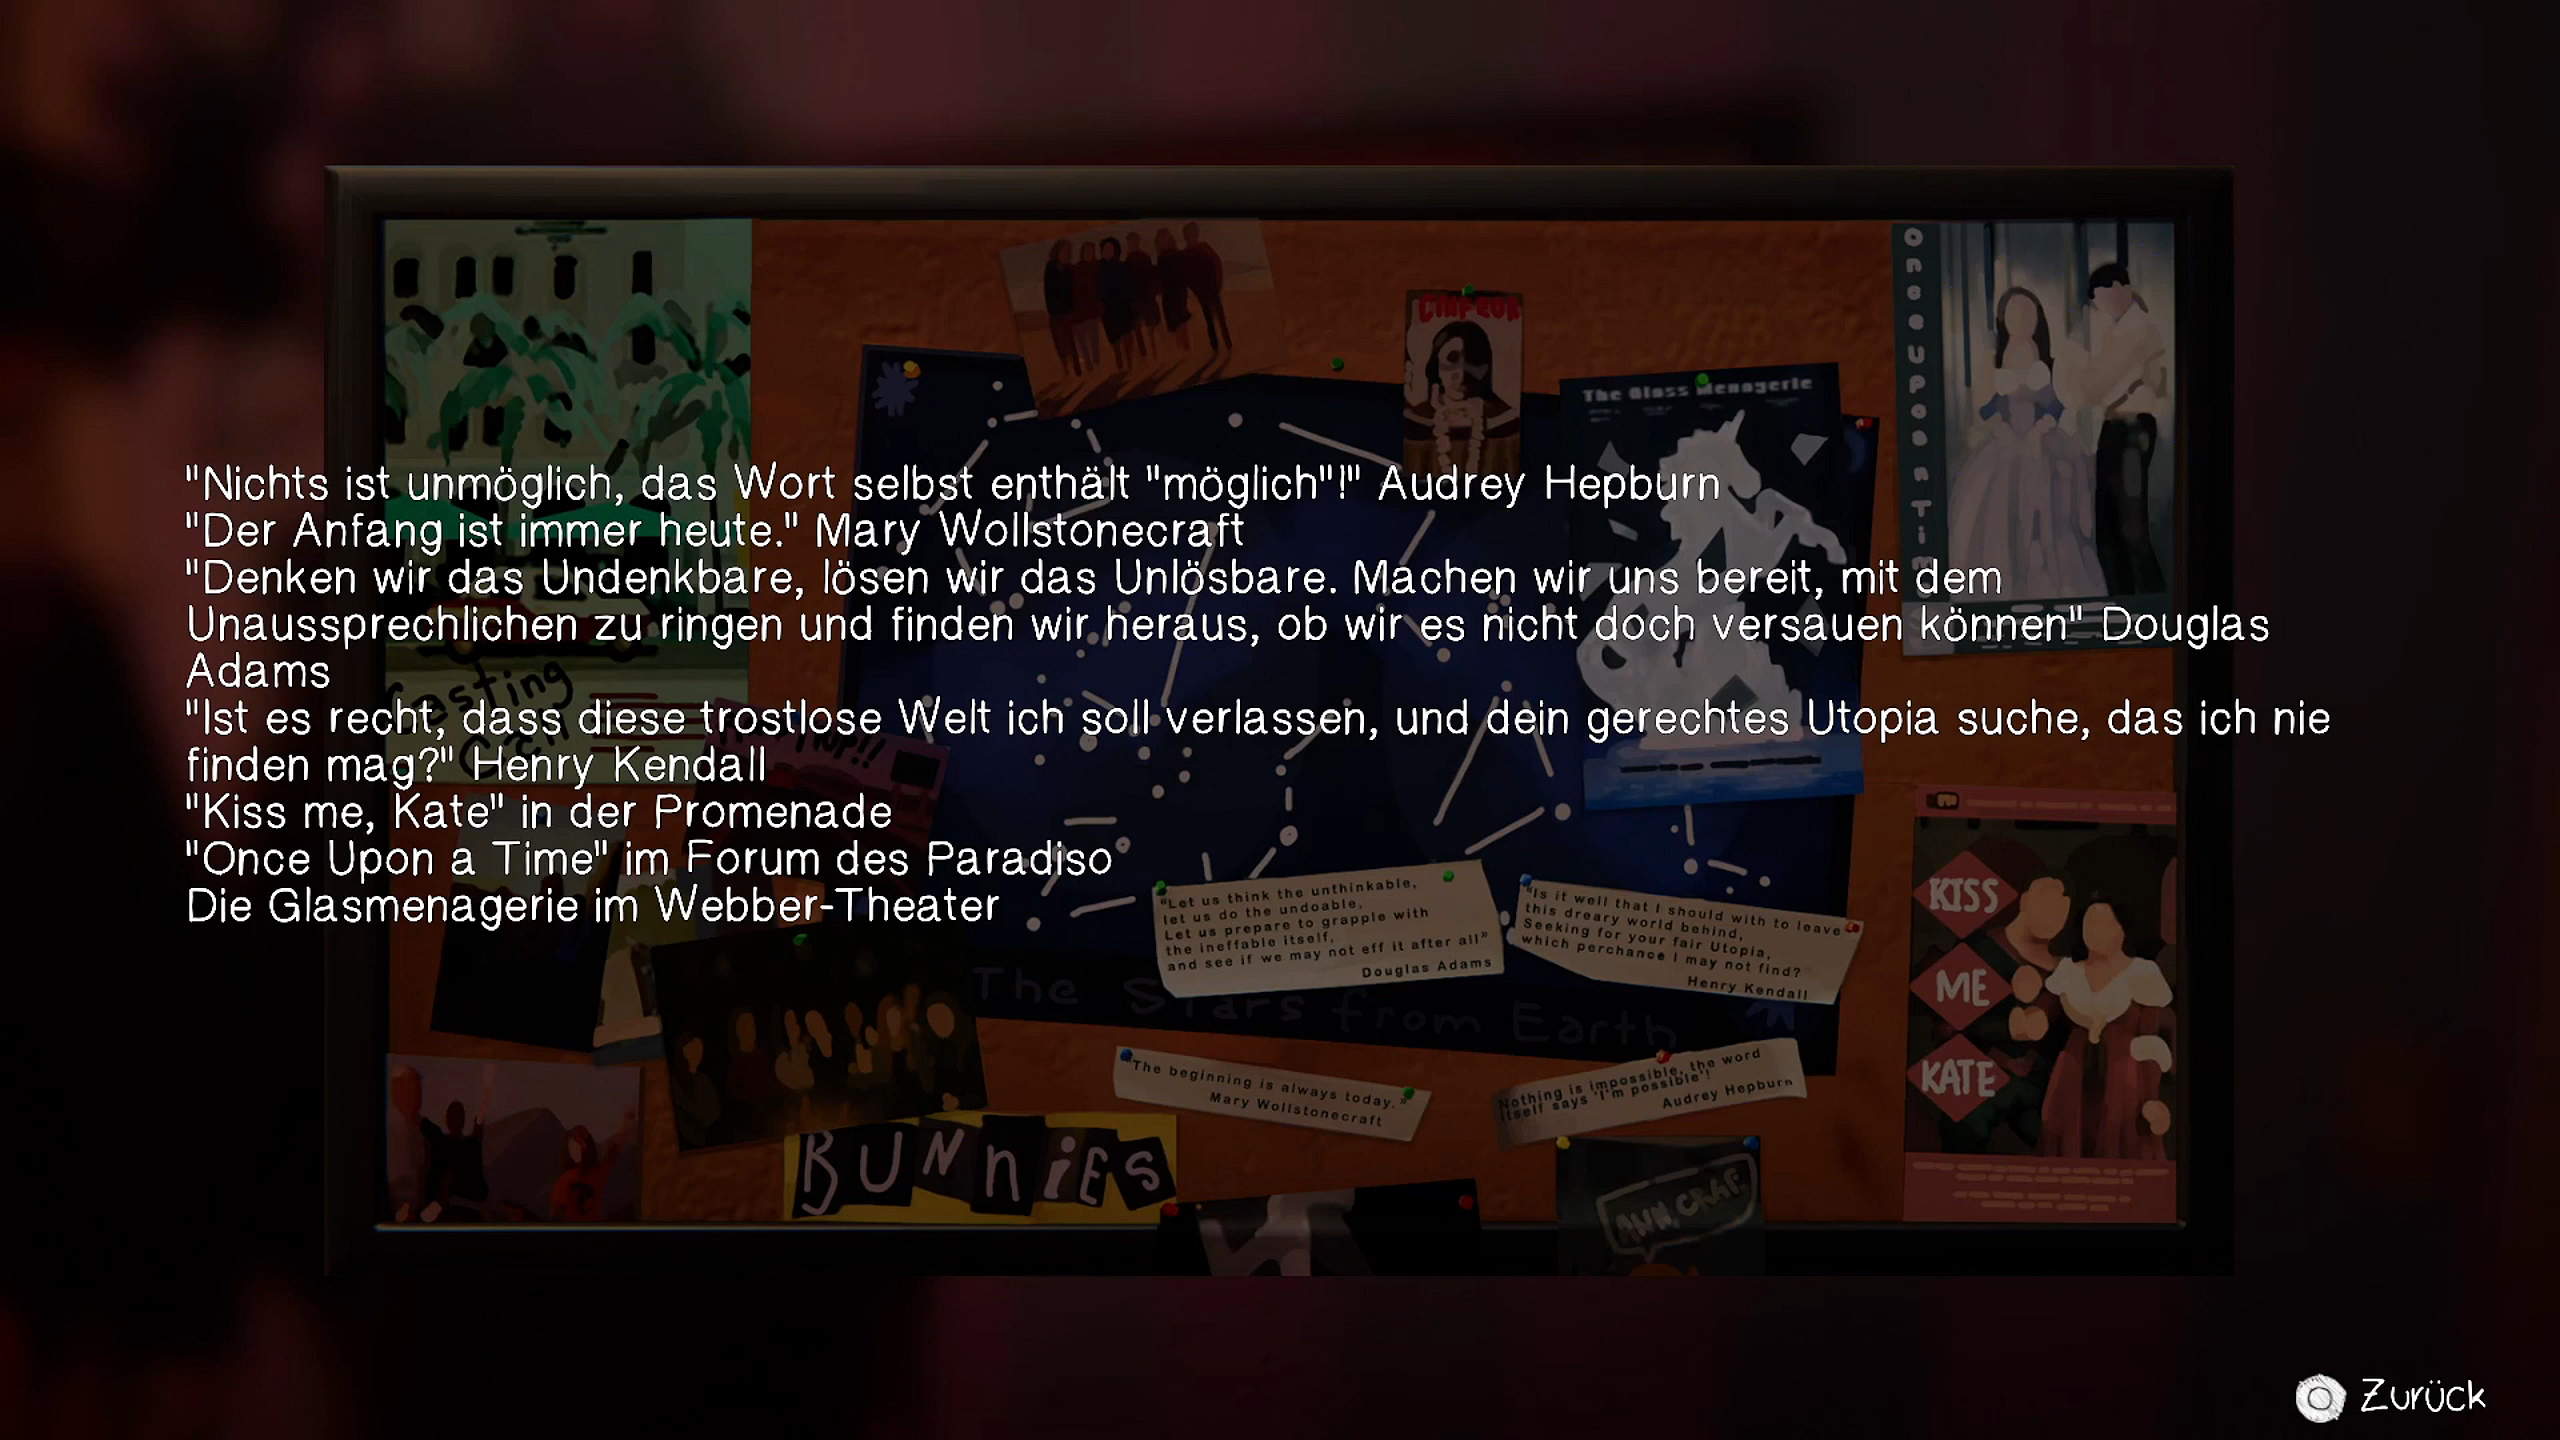 "Nichts ist unmöglich, das Wort selbst enthält "möglich"!" Audrey Hepburn
"Der Anfang ist immer heute." Mary Wollstonecraft
"Denken wir das Undenkbare, lösen wir das Unlösbare. Machen wir uns bereit, mit dem
Unaussprechlichen zu ringen und finden wir heraus, ob wir es nicht doch versauen können" Douglas
Adams
"Ist es recht, dass diese trostlose Welt ich soll verlassen, und dein gerechtes Utopia suche, das ich nie
finden mag?" Henry Kendall
"Kiss me, Kate" in der Promenade
"Once Upon a Time" im Forum des Paradiso
Die Glasmenagerie im Webber-Theater
The Glass Menagerie
Once Upon a Time
Casting
"Let us think the unthinkable,
let us do the undoable.
Let us prepare to grapple with
the ineffable itself,
and see if we may not eff it after all"
Douglas Adams
"Is it well that I should with to leave
this dreary world behind,
Seeking for your fair Utopia,
which perchance I may not find?
Henry Kendall
The Stars from Earth
"The beginning is always today."
Mary Wollstonecraft
Nothing is impossible, the word
itself says 'I'm possible'!
Audrey Hepburn
KISS
ME
KATE
BUNNiES
Zurück